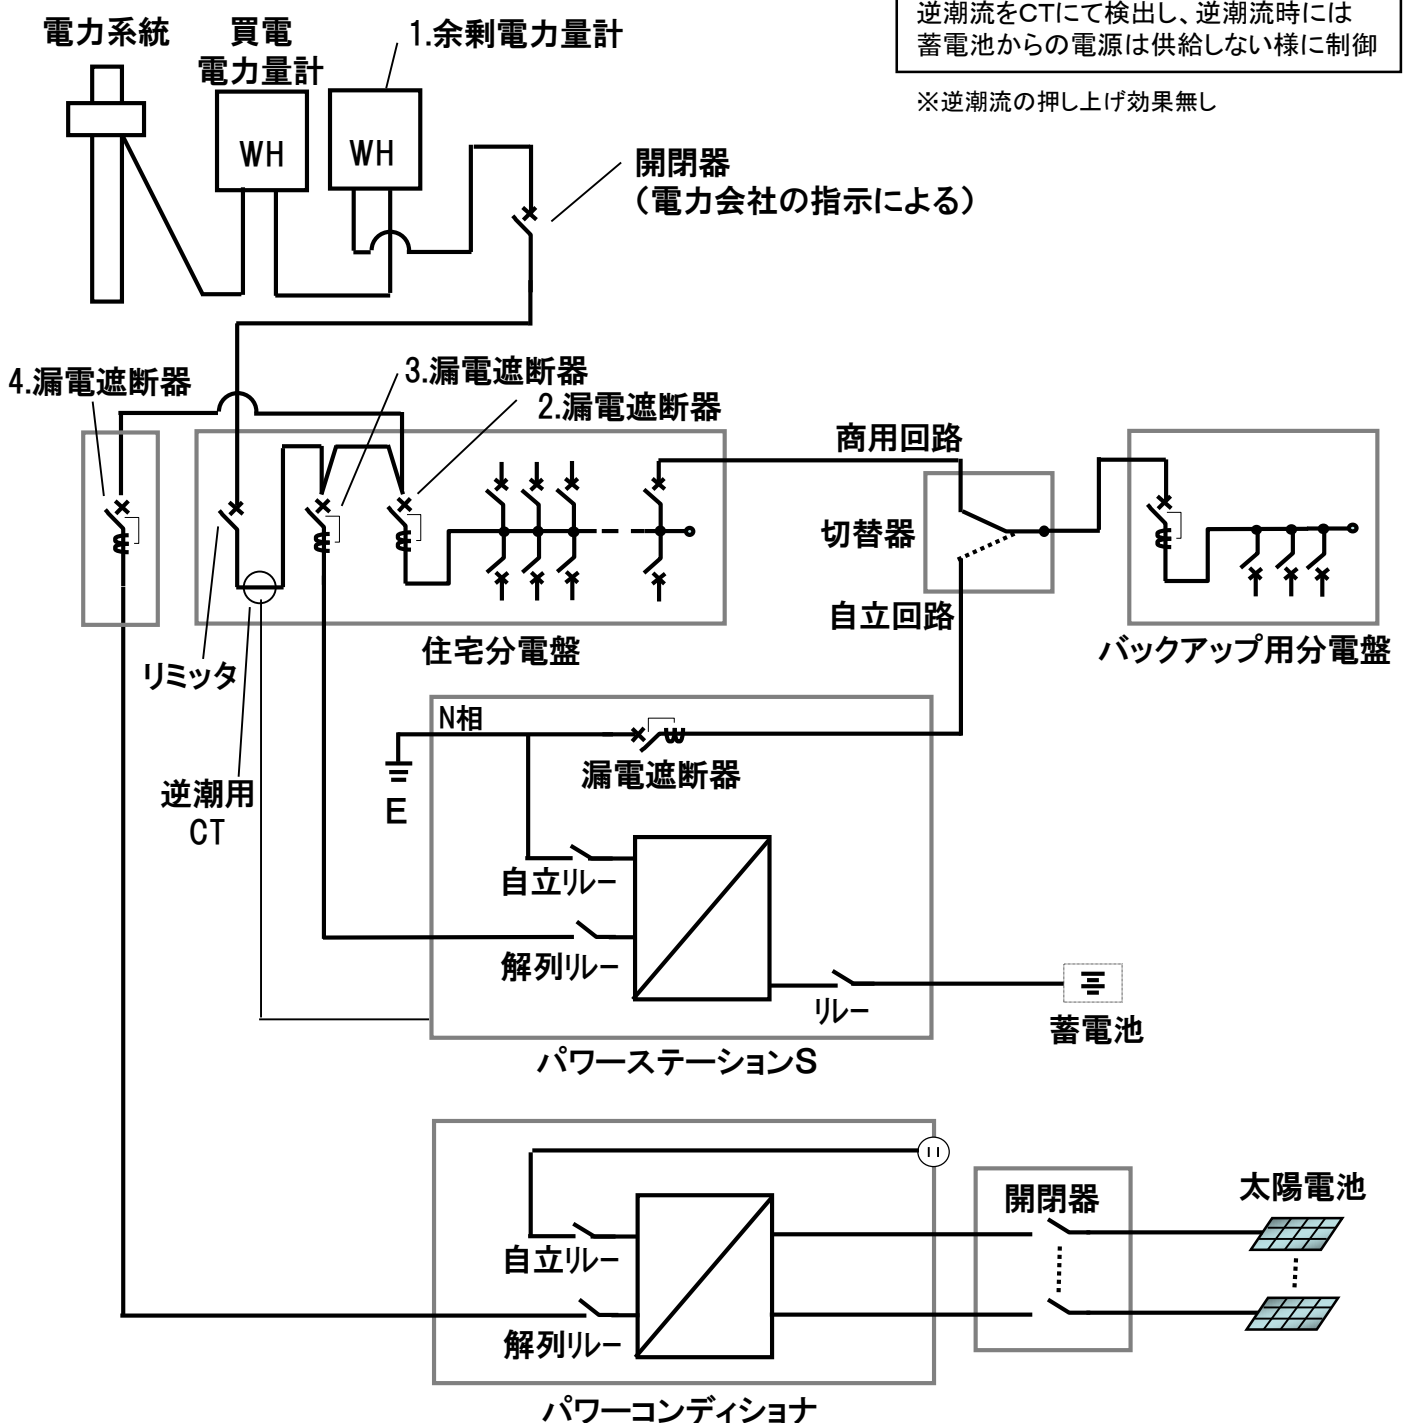 逆潮流をCTにて検出し、逆潮流時には
蓄電池からの電源は供給しない様に制御
※逆潮流の押し上げ効果無し
電力系統
買電
電力量計
1.余剰電力量計
WH
WH
開閉器
（電力会社の指示による）
4.漏電遮断器
3.漏電遮断器
2.漏電遮断器
商用回路
切替器
自立回路
住宅分電盤
バックアップ用分電盤
リミッタ
N相
漏電遮断器
E
逆潮用
CT
自立リレー
解列リレー
リレー
蓄電池
パワーステーションS
開閉器
太陽電池
自立リレー
解列リレー
パワーコンディショナ